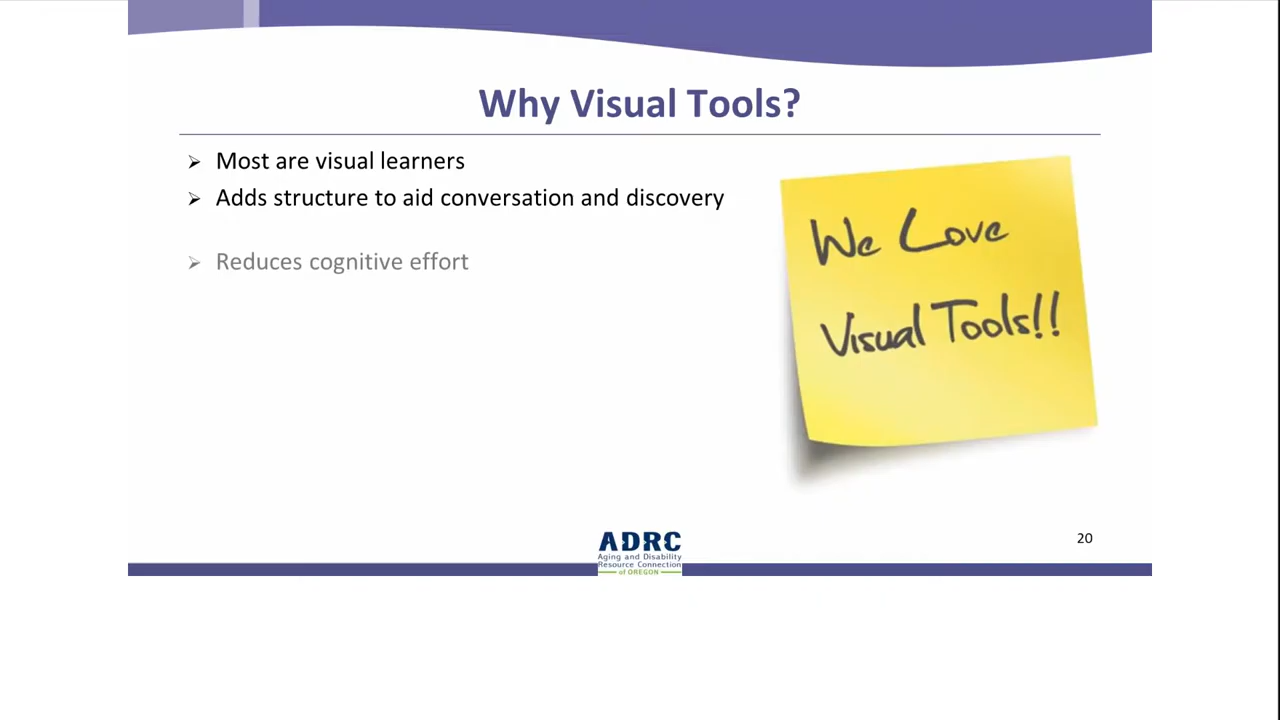 Why Visual Tools?
Most are visual learners
Adds structure to aid conversation and discovery
Reduces cognitive effort
We Love
Visual Tools!!
20
ADRC
Aging and Disability
Resource Connection
of OREGON